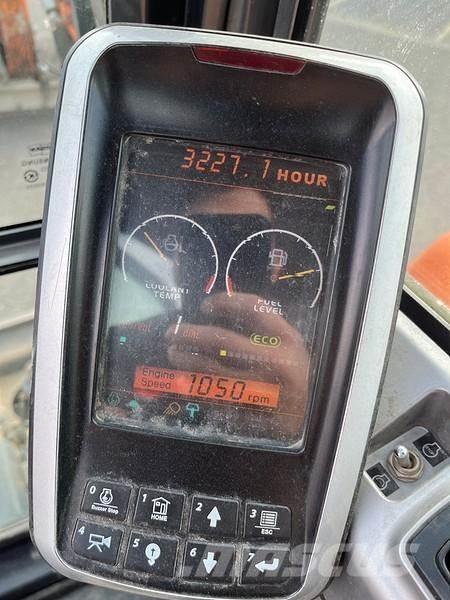 3227.1 HOUR
COOLANT
TEMP
FUEL
LEVEL
ECO
Engine
Speed
1050 rpm
0
Buzzer Stop
1
HOME
2
3
ESC
4
5
6
7
MASCUS